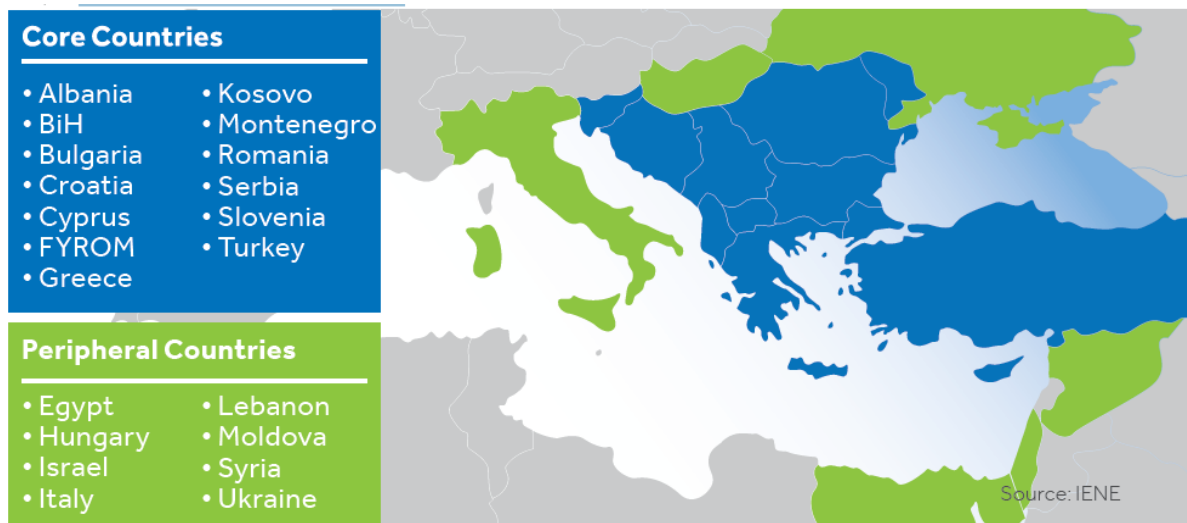 Core Countries
• Albania
• BiH
• Bulgaria
• Croatia
• Cyprus
• FYROM
• Greece
• Kosovo
• Montenegro
• Romania
• Serbia
• Slovenia
• Turkey
Peripheral Countries
• Egypt
• Hungary
• Israel
• Italy
• Lebanon
• Moldova
• Syria
• Ukraine
Source: IENE